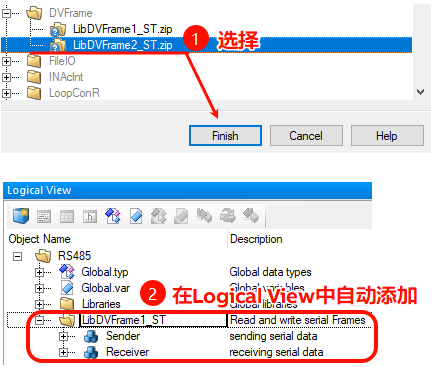 DVFrame
LibDVFrame1_ST.zip
LibDVFrame2_ST.zip
1 选择
FileIO
INAcInt
LoopConR
Finish Cancel Help
Logical View
Object Name Description
RS485
Global.typ Global data types
Global.var Global variables
2 在Logical View中自动添加
Libraries Global libraries
LibDVFrame1_ST Read and write serial Frames
Sender sending serial data
Receiver receiving serial data